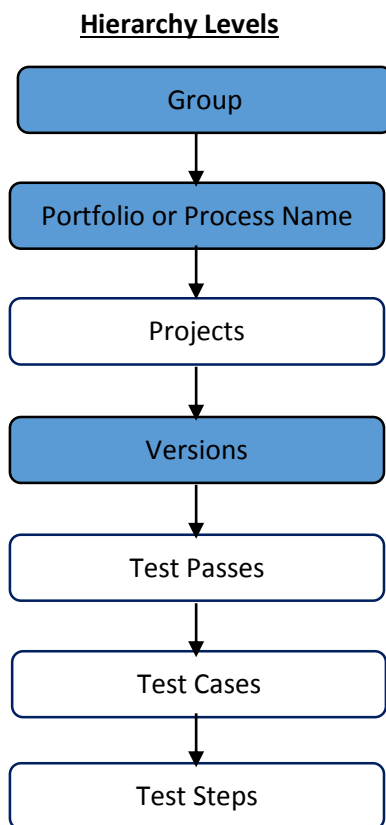 Hierarchy Levels
Group
Portfolio or Process Name
Projects
Versions
Test Passes
Test Cases
Test Steps